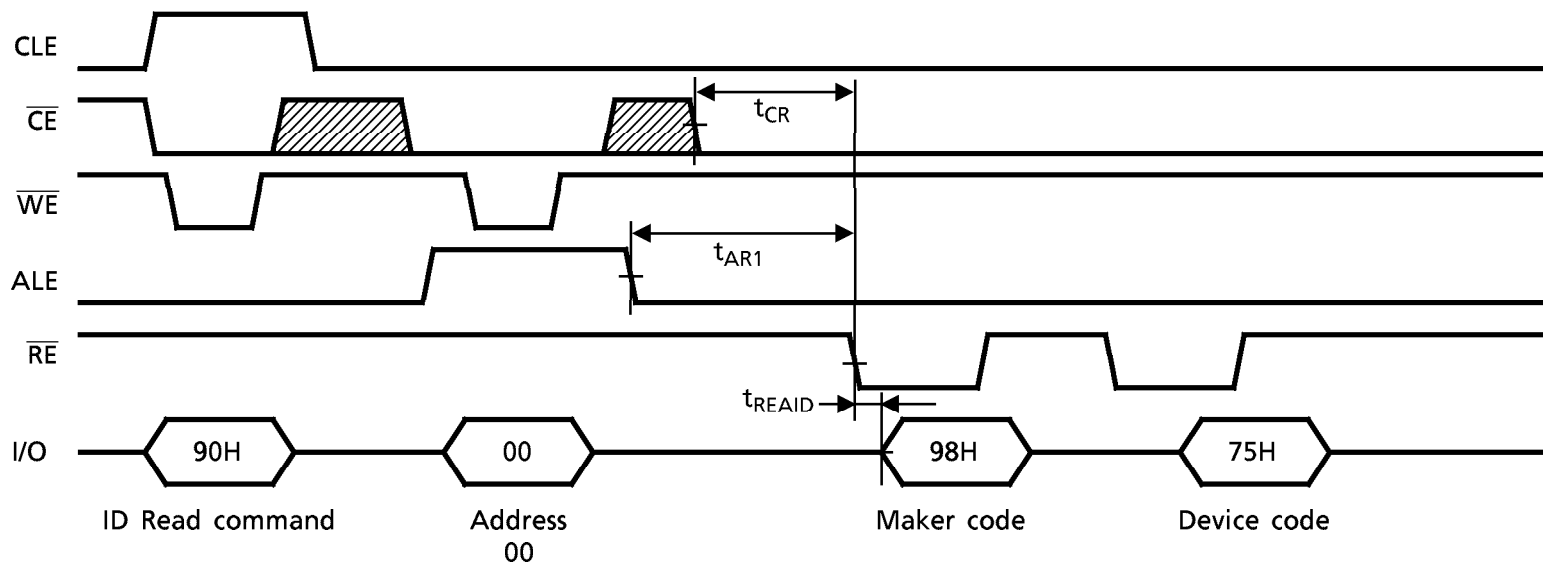 CLE
CE
tCR
WE
tAR1
ALE
RE
tREAID
I/O 90H 00 98H 75H
ID Read command Address Maker code Device code
00